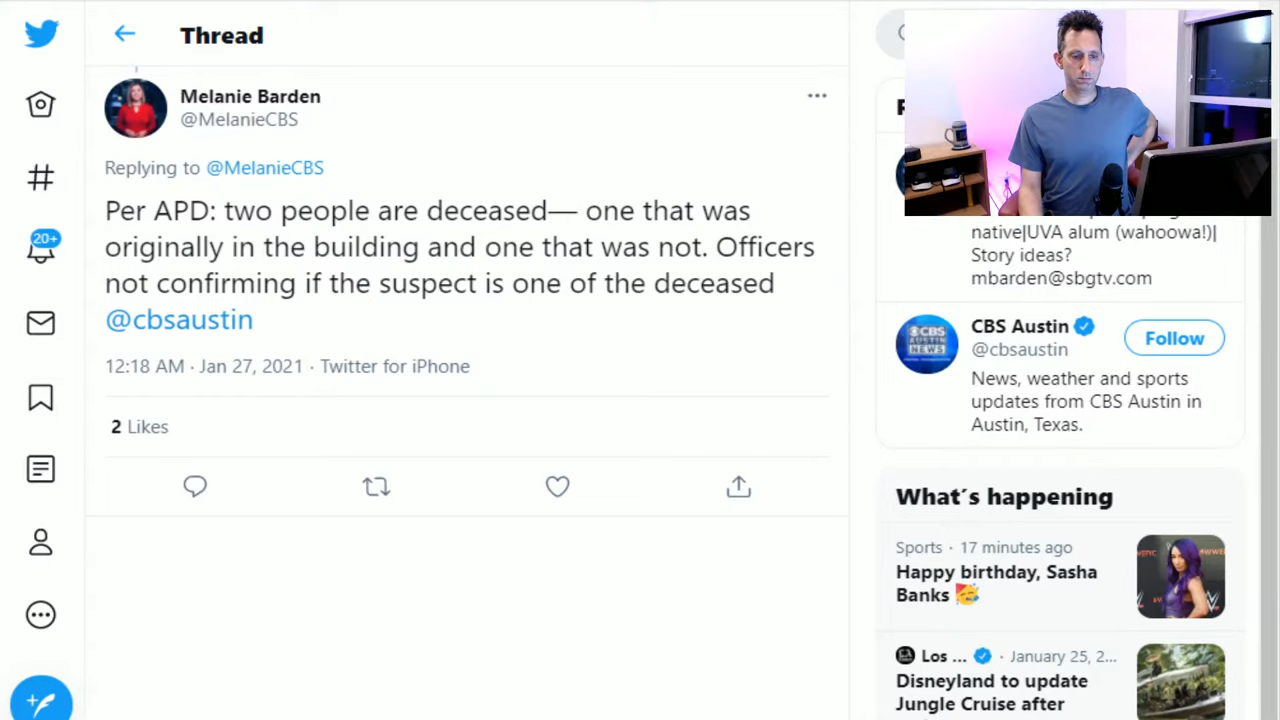 Thread
Melanie Barden
@MelanieCBS
Replying to @MelanieCBS
Per APD: two people are deceased— one that was
originally in the building and one that was not. Officers
not confirming if the suspect is one of the deceased
@cbsaustin
12:18 AM · Jan 27, 2021 · Twitter for iPhone
2 Likes
20+
native|UVA alum (wahoowa!)|
Story ideas?
mbarden@sbgtv.com
CBS Austin
@cbsaustin
Follow
News, weather and sports
updates from CBS Austin in
Austin, Texas.
What's happening
Sports · 17 minutes ago
Happy birthday, Sasha
Banks 🥳
Los ... · January 25, 2...
Disneyland to update
Jungle Cruise after